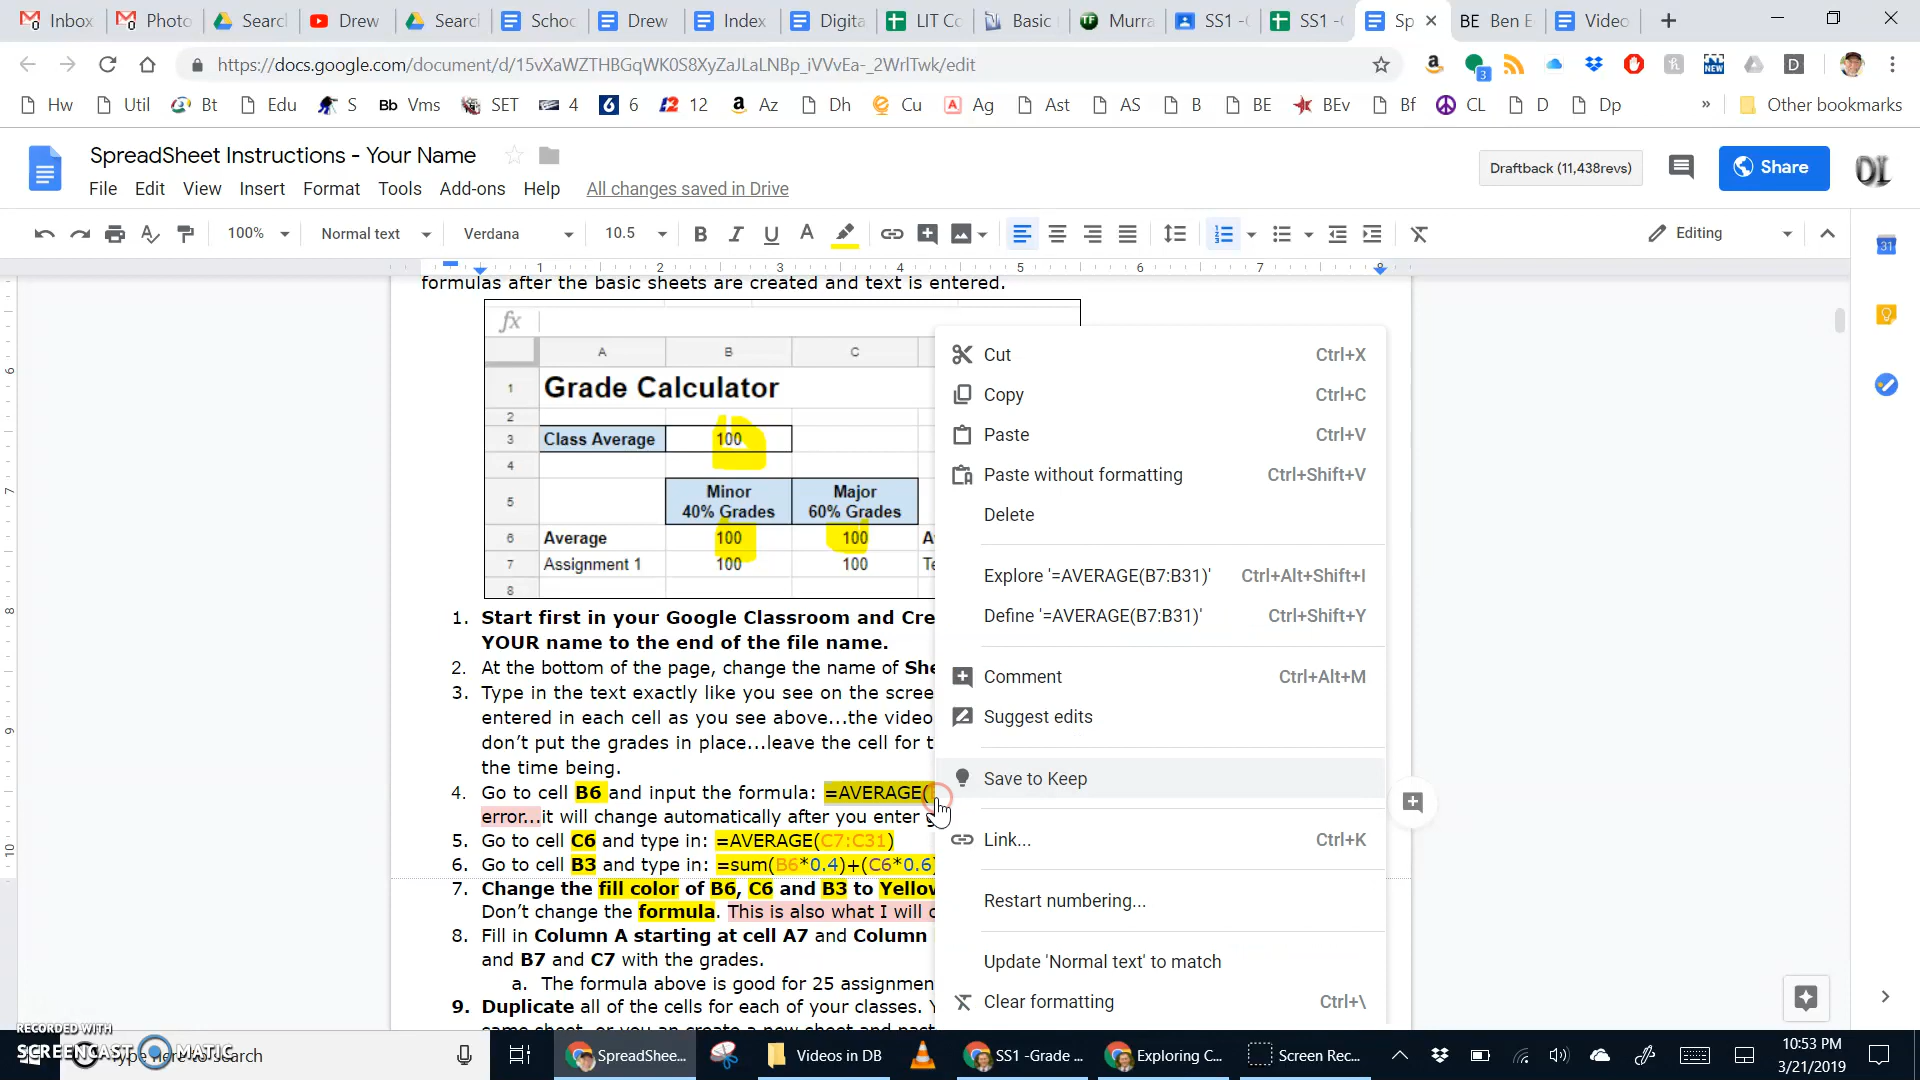 Inbox Photo Searc Drew Searc Schoo Drew Index Digita LIT Co Basic Murra SS1 - SS1 - Sp BE Ben E Video
https://docs.google.com/document/d/15vXaWZTHBGqWK0S8XyZaJLaLNBp_iVVvEa-_2WrlTwk/edit
Hw Util Bt Edu S Bb Vms SET 4 6 12 Az Dh Cu Ag Ast AS B BE BEv Bf CL D Dp » Other bookmarks
SpreadSheet Instructions - Your Name
Draftback (11,438revs) Share DI
File Edit View Insert Format Tools Add-ons Help All changes saved in Drive
100% Normal text Verdana 10.5 B I U A Editing
1 2 3 4 5 6 7
formulas after the basic sheets are created and text is entered.
fx
A B C
1 Grade Calculator
2
3 Class Average 100
4
5 Minor 40% Grades Major 60% Grades
6 Average 100 100 A
7 Assignment 1 100 100 Te
8
1. Start first in your Google Classroom and Cre
YOUR name to the end of the file name.
2. At the bottom of the page, change the name of She
3. Type in the text exactly like you see on the scree
entered in each cell as you see above...the video
don't put the grades in place...leave the cell for t
the time being.
4. Go to cell B6 and input the formula: =AVERAGE(
error...it will change automatically after you enter g
5. Go to cell C6 and type in: =AVERAGE(C7:C31)
6. Go to cell B3 and type in: =sum(B6*0.4)+(C6*0.6)
7. Change the fill color of B6, C6 and B3 to Yellow
Don't change the formula. This is also what I will
8. Fill in Column A starting at cell A7 and Column
and B7 and C7 with the grades.
a. The formula above is good for 25 assignmen
9. Duplicate all of the cells for each of your classes. Y
Cut Ctrl+X
Copy Ctrl+C
Paste Ctrl+V
Paste without formatting Ctrl+Shift+V
Delete
Explore '=AVERAGE(B7:B31)' Ctrl+Alt+Shift+I
Define '=AVERAGE(B7:B31)' Ctrl+Shift+Y
Comment Ctrl+Alt+M
Suggest edits
Save to Keep
Link... Ctrl+K
Restart numbering...
Update 'Normal text' to match
Clear formatting Ctrl+\
RECORDED WITH
SCREENCAST MATIC
Type here to search SpreadShee... Videos in DB SS1 -Grade ... Exploring C... Screen Rec...
10:53 PM
3/21/2019